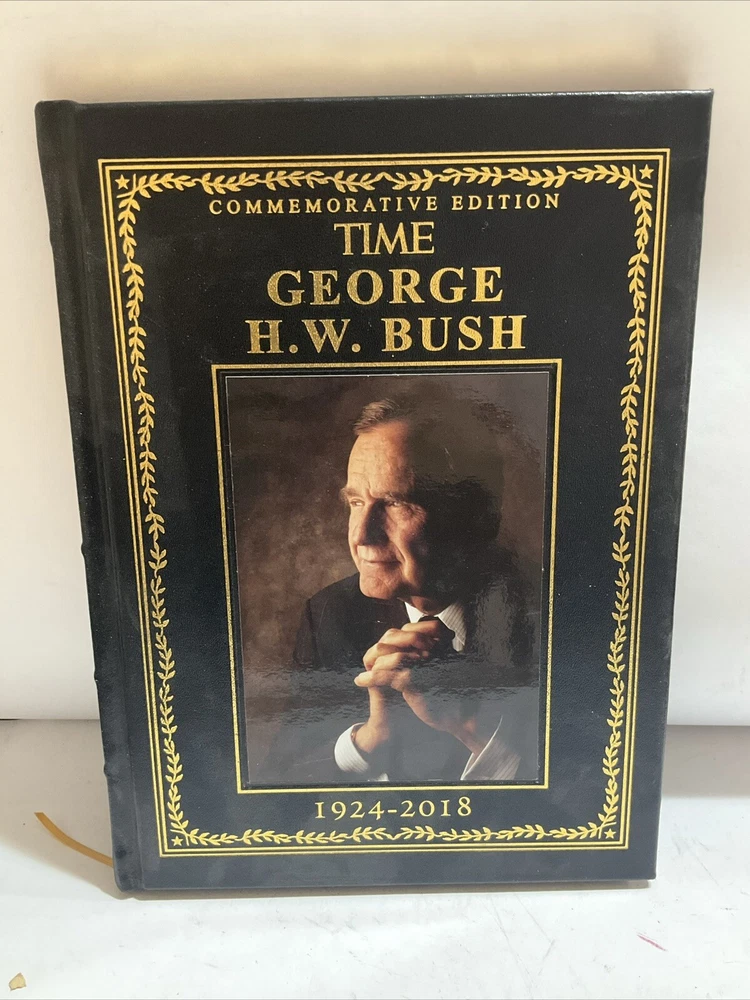 COMMEMORATIVE EDITION
TIME
GEORGE
H.W. BUSH
1924-2018